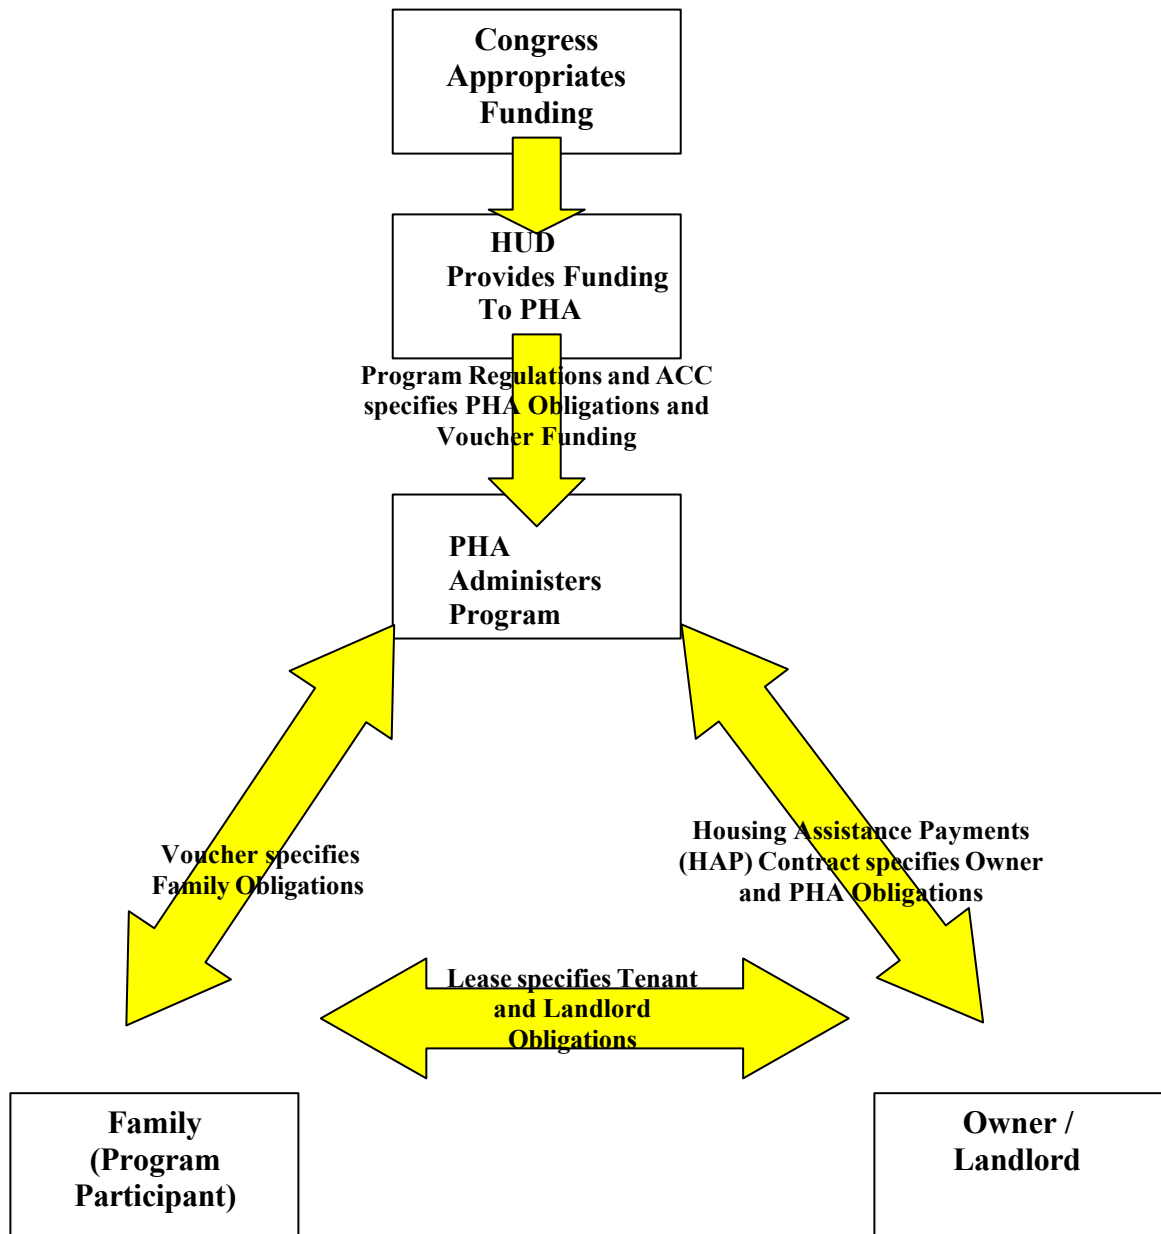 Congress
Appropriates
Funding
HUD
Provides Funding
To PHA
Program Regulations and ACC
specifies PHA Obligations and
Voucher Funding
PHA
Administers
Program
Voucher specifies
Family Obligations
Housing Assistance Payments
(HAP) Contract specifies Owner
and PHA Obligations
Lease specifies Tenant
and Landlord
Obligations
Family
(Program
Participant)
Owner /
Landlord